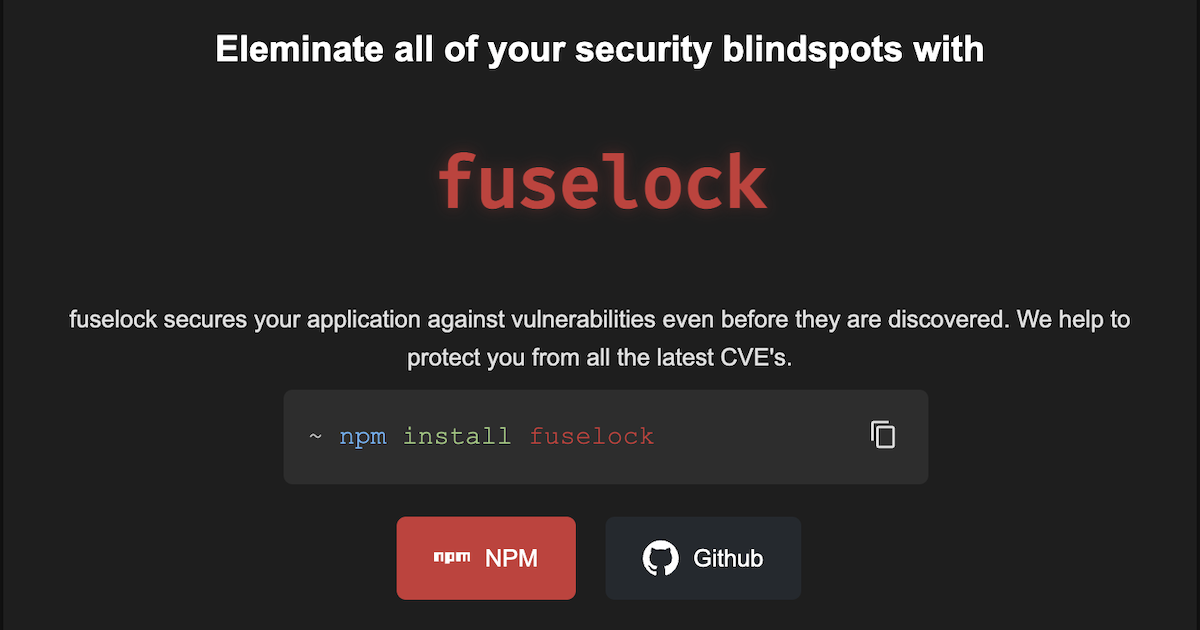 Eleminate all of your security blindspots with
fuselock
fuselock secures your application against vulnerabilities even before they are discovered. We help to
protect you from all the latest CVE's.
~ npm install fuselock
npm NPM
Github